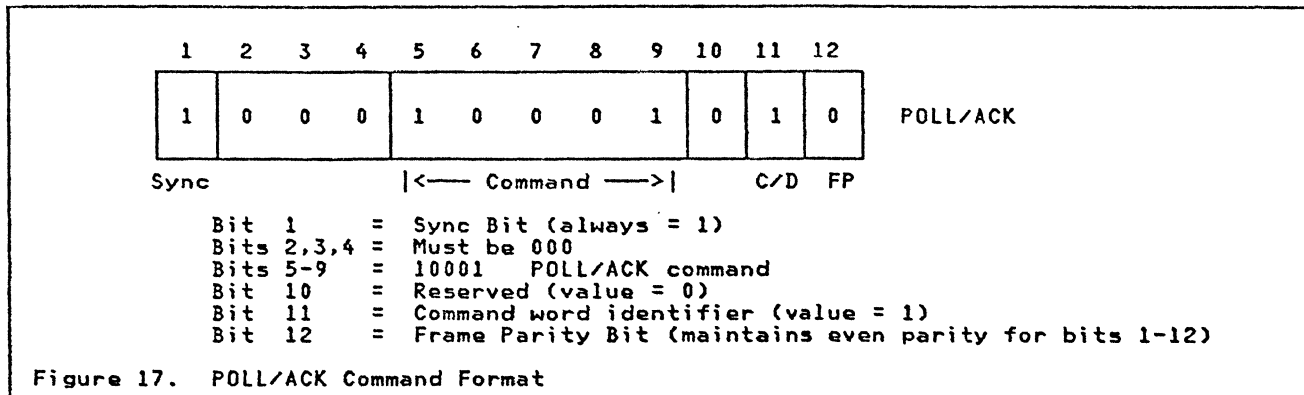 1 2 3 4 5 6 7 8 9 10 11 12
1 0 0 0 1 0 0 0 1 0 1 0 POLL/ACK
Sync |<—— Command ——>| C/D FP
Bit 1 = Sync Bit (always = 1)
Bits 2,3,4 = Must be 000
Bits 5-9 = 10001 POLL/ACK command
Bit 10 = Reserved (value = 0)
Bit 11 = Command word identifier (value = 1)
Bit 12 = Frame Parity Bit (maintains even parity for bits 1-12)
Figure 17. POLL/ACK Command Format